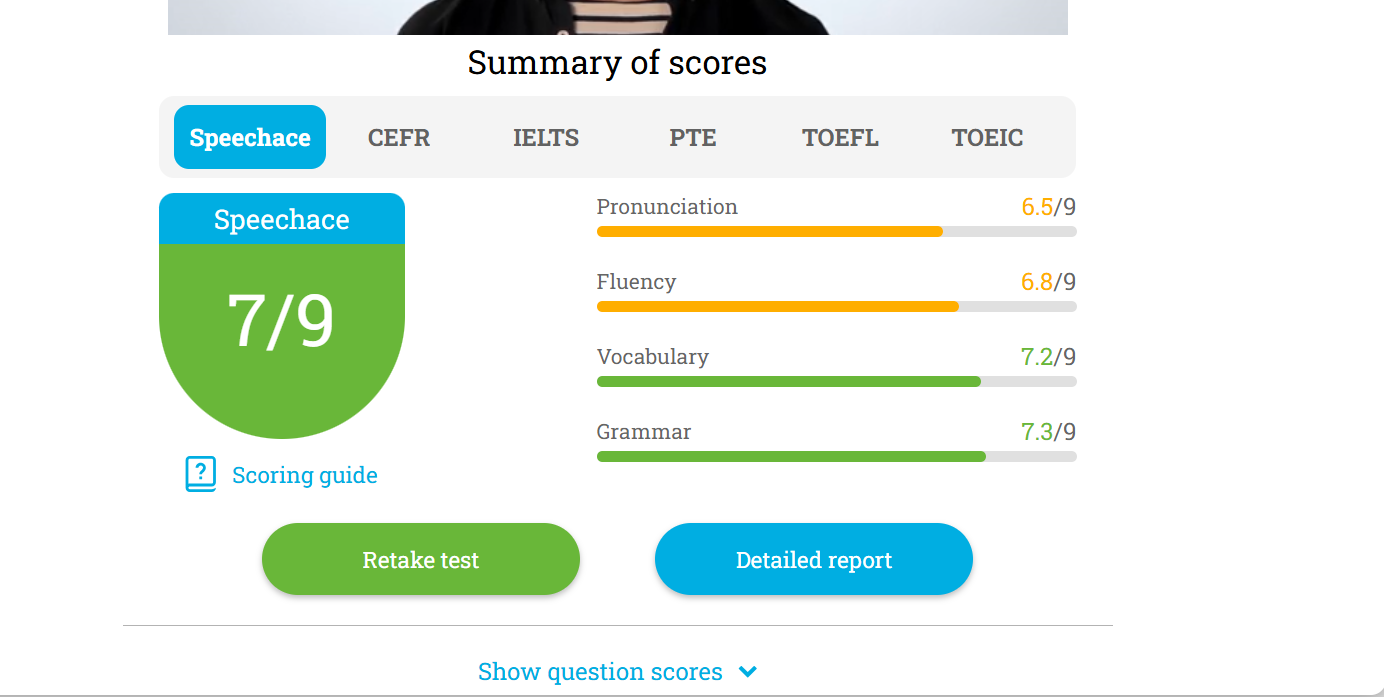 Summary of scores
Speechace CEFR IELTS PTE TOEFL TOEIC
Speechace
7/9
Scoring guide
Pronunciation 6.5/9
Fluency 6.8/9
Vocabulary 7.2/9
Grammar 7.3/9
Retake test Detailed report
Show question scores